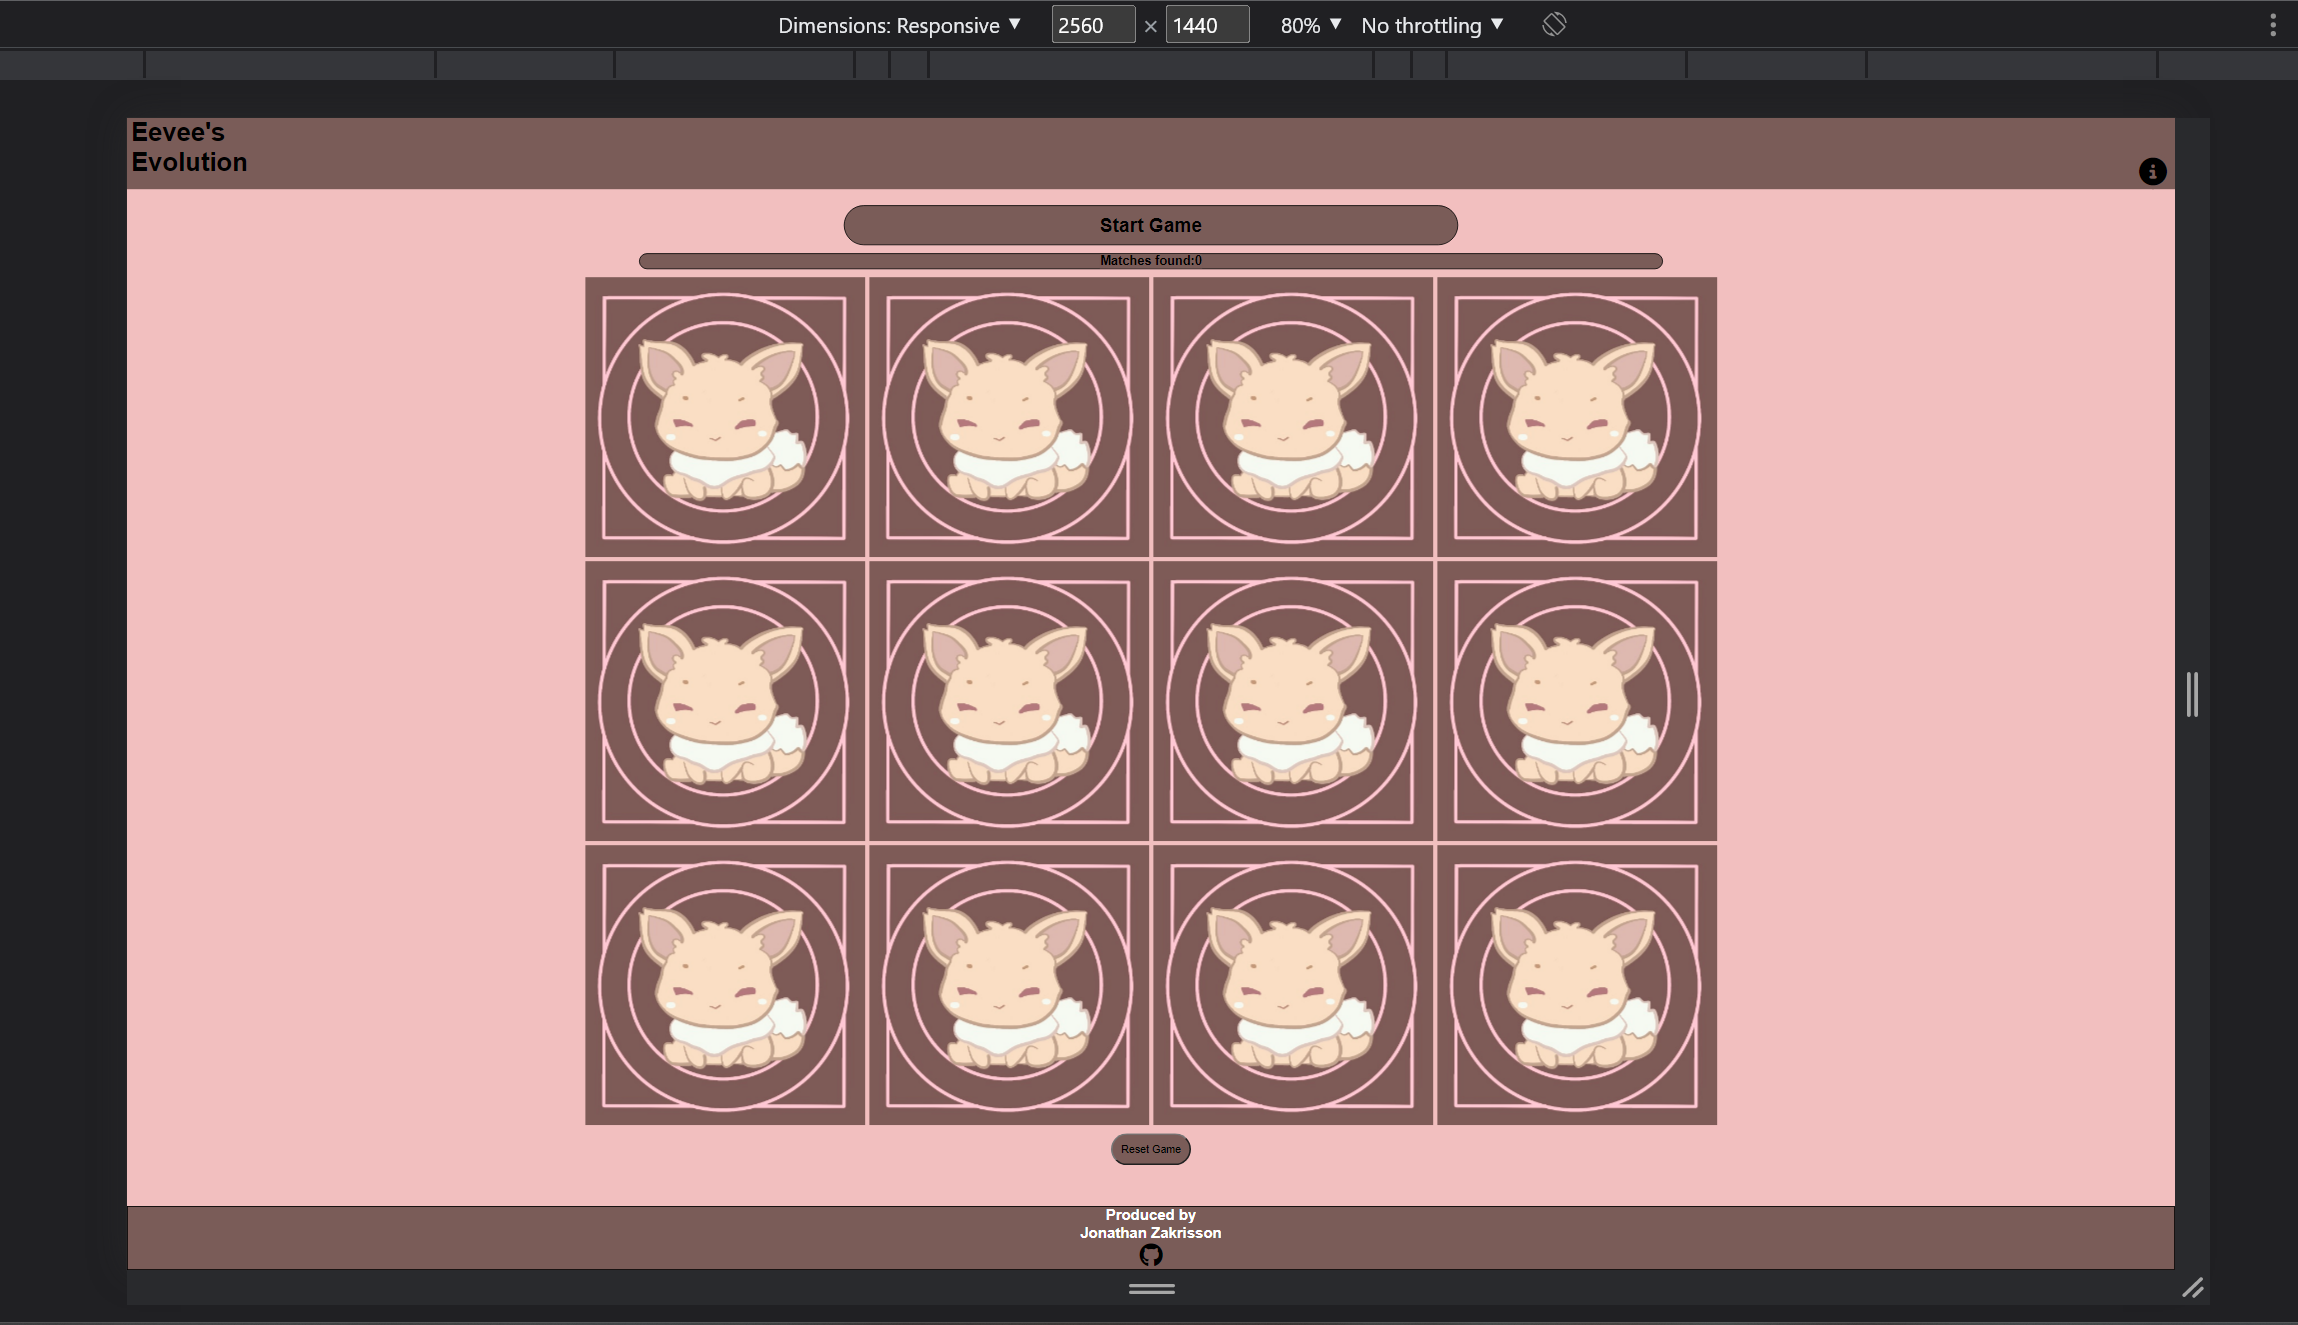 Dimensions: Responsive ▼ 2560 × 1440 80% ▼ No throttling ▼
Eevee's
Evolution
Start Game
Matches found:0
Reset Game
Produced by
Jonathan Zakrisson